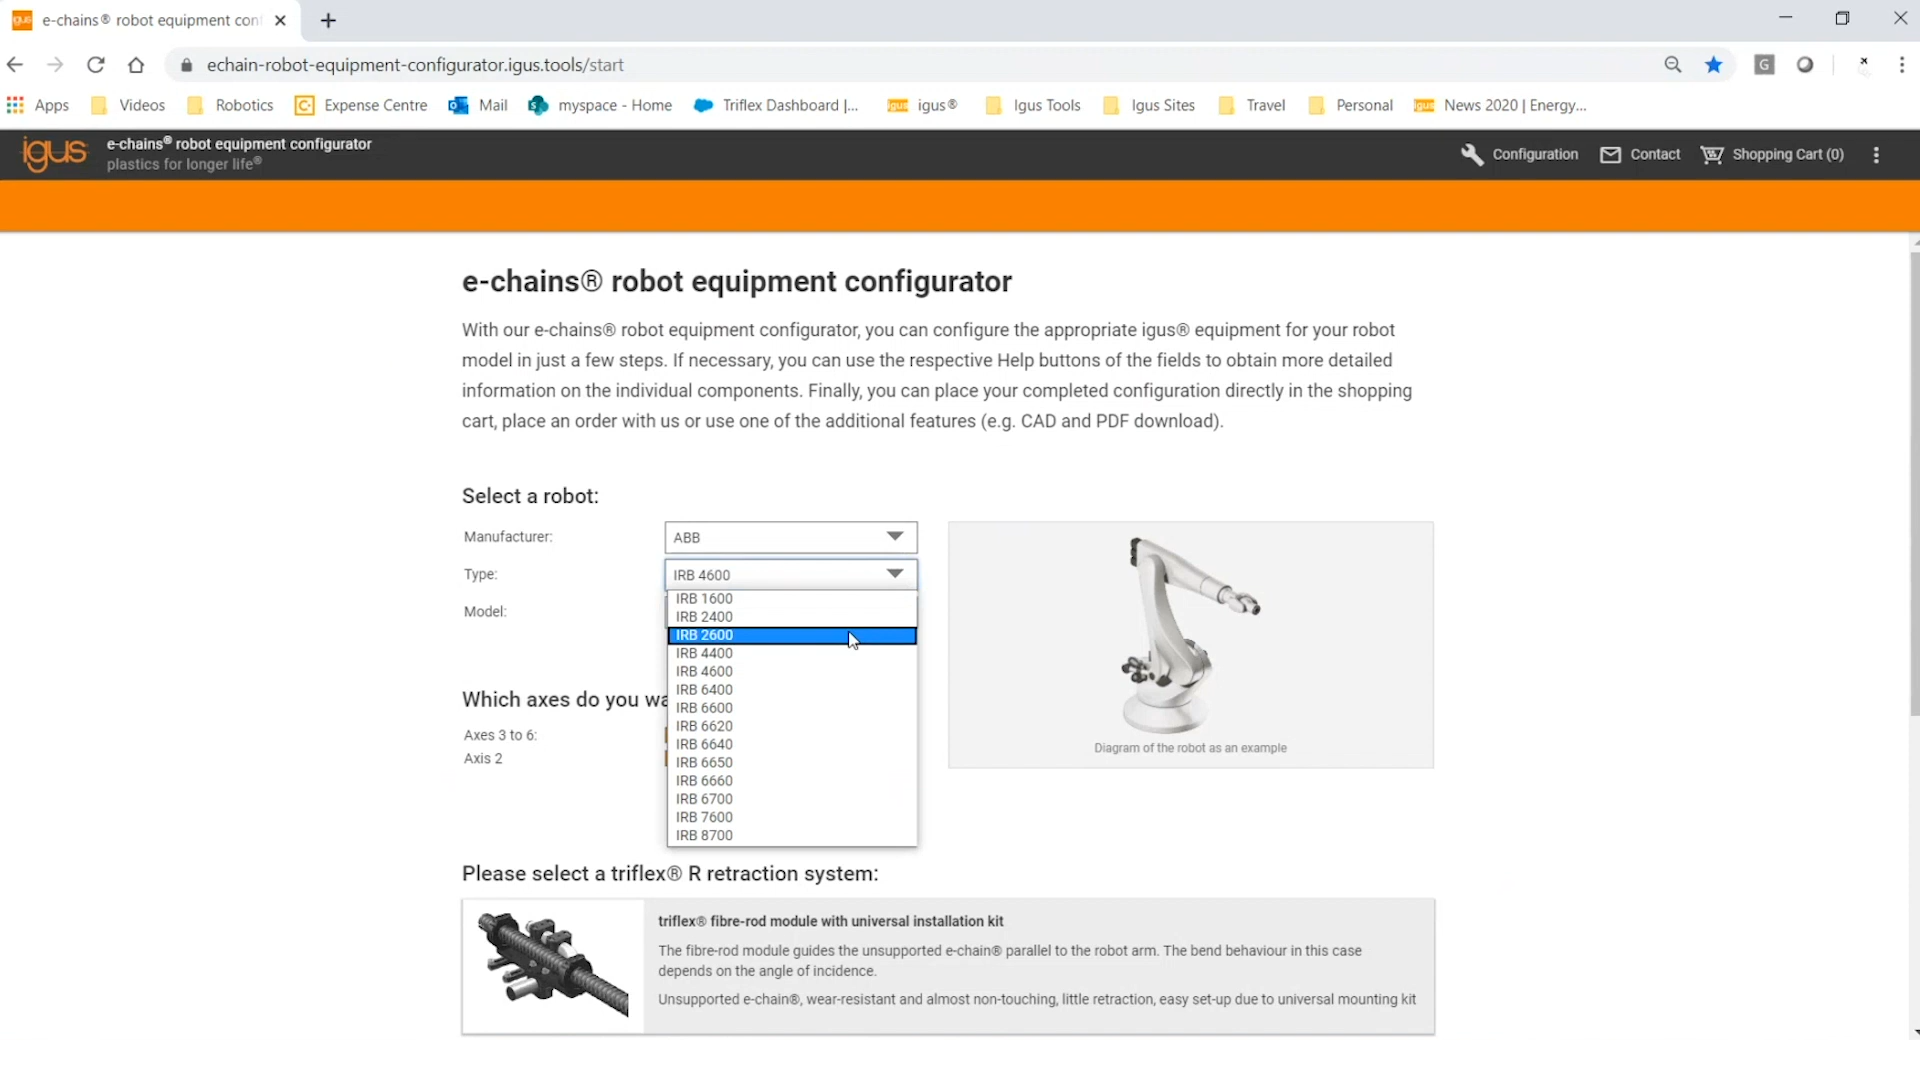 igus e-chains® robot equipment con
echain-robot-equipment-configurator.igus.tools/start
G
Apps Videos Robotics Expense Centre Mail myspace - Home Triflex Dashboard |... igus igus® Igus Tools Igus Sites Travel Personal igus News 2020 | Energy...
igus
e-chains® robot equipment configurator
plastics for longer life®
Configuration Contact Shopping Cart (0)
e-chains® robot equipment configurator
With our e-chains® robot equipment configurator, you can configure the appropriate igus® equipment for your robot
model in just a few steps. If necessary, you can use the respective Help buttons of the fields to obtain more detailed
information on the individual components. Finally, you can place your completed configuration directly in the shopping
cart, place an order with us or use one of the additional features (e.g. CAD and PDF download).
Select a robot:
Manufacturer: ABB
Type: IRB 4600
Model:
IRB 1600
IRB 2400
IRB 2600
IRB 4400
IRB 4600
IRB 6400
IRB 6600
IRB 6620
IRB 6640
IRB 6650
IRB 6660
IRB 6700
IRB 7600
IRB 8700
Diagram of the robot as an example
Which axes do you wa
Axes 3 to 6:
Axis 2
Please select a triflex® R retraction system:
triflex® fibre-rod module with universal installation kit
The fibre-rod module guides the unsupported e-chain® parallel to the robot arm. The bend behaviour in this case
depends on the angle of incidence.
Unsupported e-chain®, wear-resistant and almost non-touching, little retraction, easy set-up due to universal mounting kit